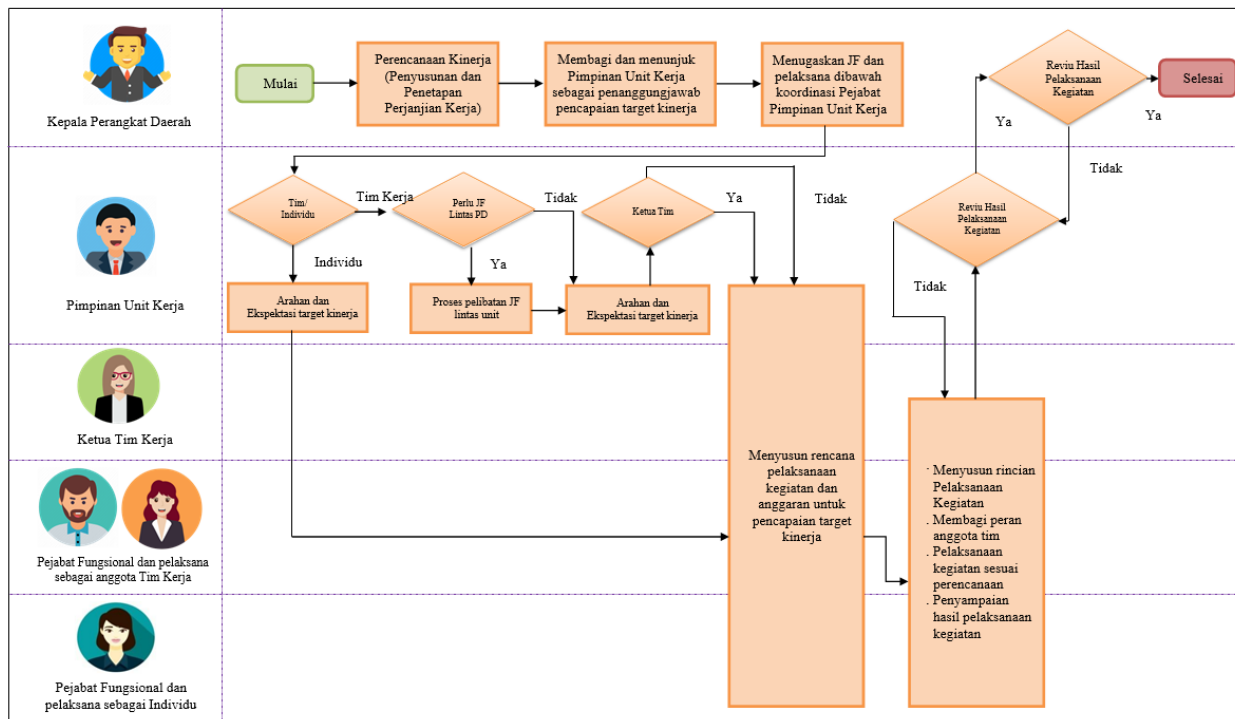 Kepala Perangkat Daerah
Mulai
Perencanaan Kinerja
(Penyusunan dan
Penetapan
Perjanjian Kerja)
Membagi dan menunjuk
Pimpinan Unit Kerja
sebagai penanggungjawab
pencapaian target kinerja
Menugaskan JF dan
pelaksana dibawah
koordinasi Pejabat
Pimpinan Unit Kerja
Reviu Hasil
Pelaksanaan
Kegiatan
Selesai
Ya
Ya
Tidak
Pimpinan Unit Kerja
Tim/
Individu
Tim Kerja
Perlu JF
Lintas PD
Tidak
Ketua Tim
Ya
Tidak
Reviu Hasil
Pelaksanaan
Kegiatan
Individu
Ya
Tidak
Arahan dan
Ekspektasi target kinerja
Proses pelibatan JF
lintas unit
Arahan dan
Ekspektasi target kinerja
Ketua Tim Kerja
Pejabat Fungsional dan pelaksana
sebagai anggota Tim Kerja
Menyusun rencana
pelaksanaan
kegiatan dan
anggaran untuk
pencapaian target
kinerja
· Menyusun rincian
Pelaksanaan
Kegiatan
. Membagi peran
anggota tim
. Pelaksanaan
kegiatan sesuai
perencanaan
. Penyampaian
hasil pelaksanaan
kegiatan
Pejabat Fungsional dan
pelaksana sebagai Individu